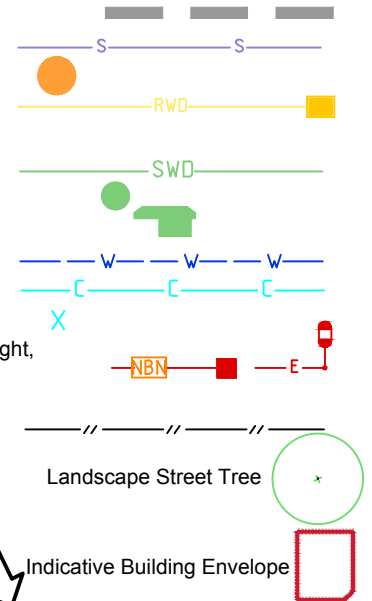 S S
RWD
SWD
W W W
C C C
X
ght,
NBN E
// // //
Landscape Street Tree
Indicative Building Envelope